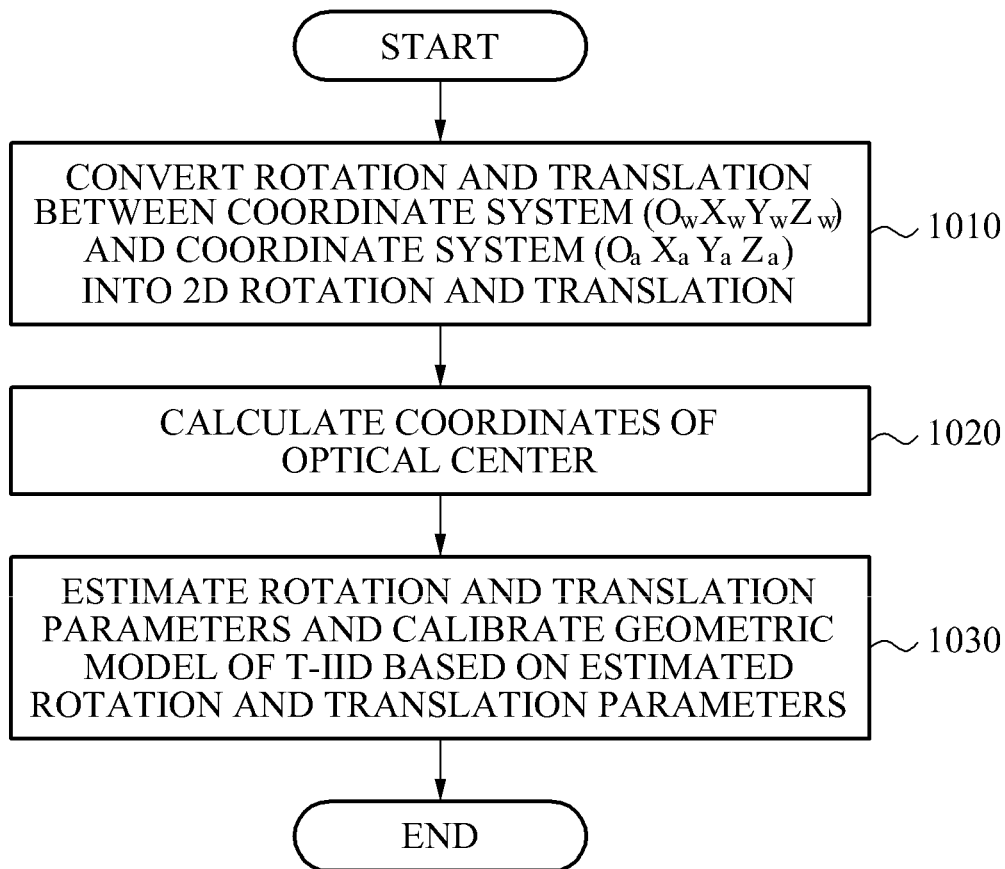 START
CONVERT ROTATION AND TRANSLATION
BETWEEN COORDINATE SYSTEM (OwXwYwZw)
AND COORDINATE SYSTEM (Oa Xa Ya Za)
INTO 2D ROTATION AND TRANSLATION
1010
CALCULATE COORDINATES OF
OPTICAL CENTER
1020
ESTIMATE ROTATION AND TRANSLATION
PARAMETERS AND CALIBRATE GEOMETRIC
MODEL OF T-IID BASED ON ESTIMATED
ROTATION AND TRANSLATION PARAMETERS
1030
END